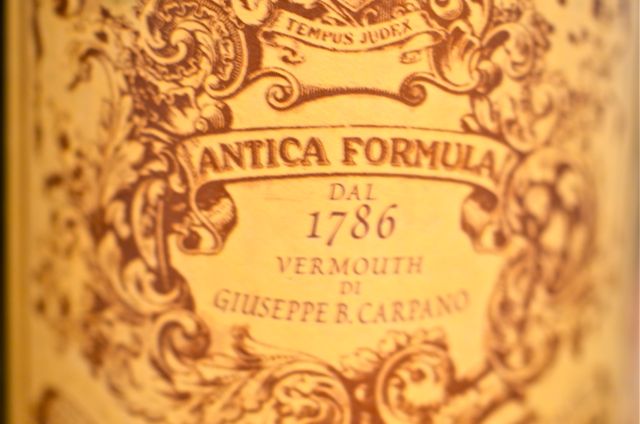 TEMPUS JUDEX
ANTICA FORMULA
DAL
1786
VERMOUTH
DI
GIUSEPPE B. CARPANO